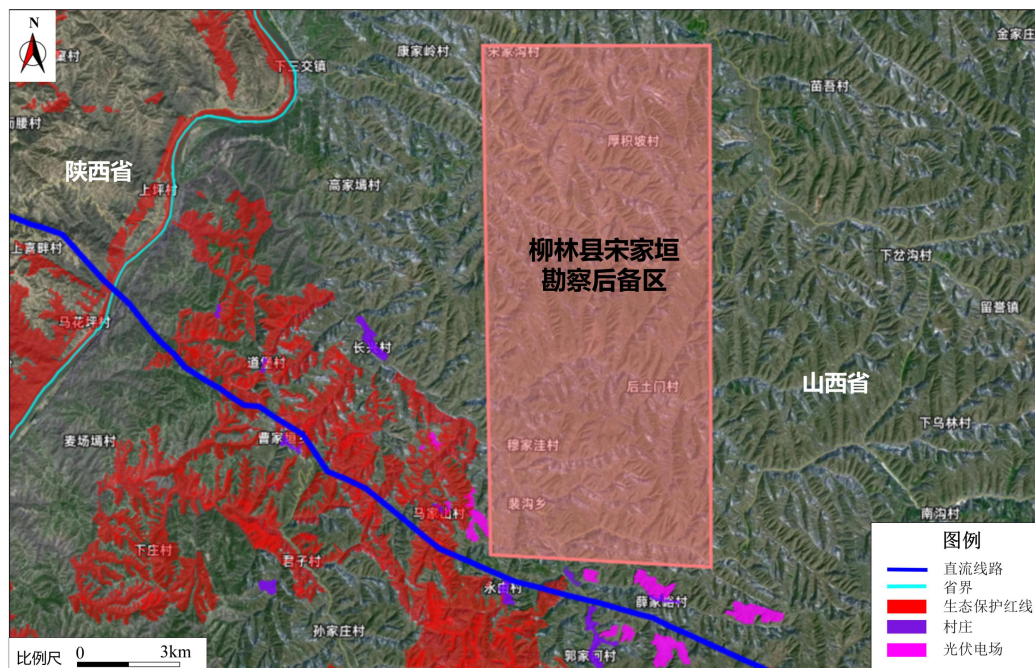 N
康家岭村
宋家沟村
金家庄
下三交镇
苗吾村
厚积坡村
陕西省
上坪村
高家塌村
柳林县宋家垣
勘察后备区
上喜畔村
下岔沟村
留誉镇
马花坪村
道堡村
后土门村
山西省
曹家垣乡
麦场塌村
下乌林村
穆家洼村
裴沟乡
马家山村
南沟村
下庄村
君子村
永由村
薛家峪村
孙家庄村
郭家河村
图例
直流线路
省界
生态保护红线
村庄
光伏电场
比例尺 0 3km